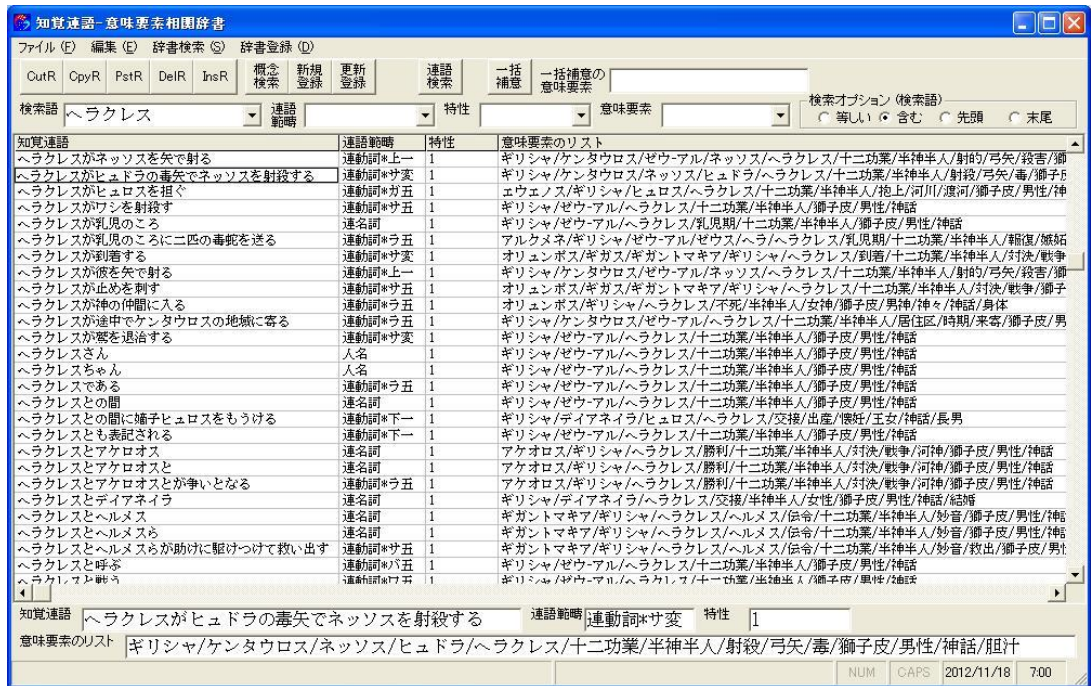 知覚連語-意味要素相関辞書
ファイル (F) 編集 (E) 辞書検索 (S) 辞書登録 (D)
CutR CpyR PstR DelR InsR 概念検索 新規登録 更新登録 連語検索 一括補意 一括補意の意味要素
検索語 ヘラクレス 連語範疇 特性 意味要素 検索オプション (検索語) 等しい 含む 先頭 末尾
知覚連語 連語範疇 特性 意味要素のリスト
ヘラクレスがネッソスを矢で射る 連動詞*上一 1 ギリシャ/ケンタウロス/ゼウ-アル/ネッソス/ヘラクレス/十二功業/半神半人/射的/弓矢/殺害/獅
ヘラクレスがヒュドラの毒矢でネッソスを射殺する 連動詞*サ変 1 ギリシャ/ケンタウロス/ネッソス/ヒュドラ/ヘラクレス/十二功業/半神半人/射殺/弓矢/毒/獅子皮
ヘラクレスがヒュロスを担ぐ 連動詞*ガ五 1 エウェノス/ギリシャ/ヒュロス/ヘラクレス/十二功業/半神半人/抱上/河川/渡河/獅子皮/男性/神
ヘラクレスがワシを射殺す 連動詞*サ五 1 ギリシャ/ゼウ-アル/ヘラクレス/十二功業/半神半人/獅子皮/男性/神話
ヘラクレスが乳児のころ 連名詞 1 ギリシャ/ゼウ-アル/ヘラクレス/乳児期/十二功業/半神半人/獅子皮/男性/神話
ヘラクレスが乳児のころに二匹の毒蛇を送る 連動詞*ラ五 1 アルクメネ/ギリシャ/ゼウ-アル/ゼウス/ヘラ/ヘラクレス/乳児期/十二功業/半神半人/報復/嫉妬
ヘラクレスが到着する 連動詞*サ変 1 オリュンポス/ギガス/ギガントマキア/ギリシャ/ヘラクレス/到着/十二功業/半神半人/対決/戦争
ヘラクレスが彼を矢で射る 連動詞*上一 1 ギリシャ/ケンタウロス/ゼウ-アル/ネッソス/ヘラクレス/十二功業/半神半人/射的/弓矢/殺害/獅
ヘラクレスが止めを刺す 連動詞*サ五 1 オリュンポス/ギガス/ギガントマキア/ギリシャ/ヘラクレス/十二功業/半神半人/対決/戦争/獅子
ヘラクレスが神の仲間に入る 連動詞*ラ五 1 オリュンポス/ギリシャ/ヘラクレス/不死/半神半人/女神/獅子皮/男神/神々/神話/身体
ヘラクレスが途中でケンタウロスの地域に寄る 連動詞*ラ五 1 ギリシャ/ケンタウロス/ゼウ-アル/ヘラクレス/十二功業/半神半人/居住区/時期/来寄/獅子皮/男
ヘラクレスが鷲を退治する 連動詞*サ変 1 ギリシャ/ゼウ-アル/ヘラクレス/十二功業/半神半人/獅子皮/男性/神話
ヘラクレスさん 人名 1 ギリシャ/ゼウ-アル/ヘラクレス/十二功業/半神半人/獅子皮/男性/神話
ヘラクレスちゃん 人名 1 ギリシャ/ゼウ-アル/ヘラクレス/十二功業/半神半人/獅子皮/男性/神話
ヘラクレスである 連動詞*ラ五 1 ギリシャ/ゼウ-アル/ヘラクレス/十二功業/半神半人/獅子皮/男性/神話
ヘラクレスとの間 連名詞 1 ギリシャ/ゼウ-アル/ヘラクレス/十二功業/半神半人/獅子皮/男性/神話
ヘラクレスとの間に嫡子ヒュロスをもうける 連動詞*下一 1 ギリシャ/ディアネイラ/ヒュロス/ヘラクレス/交接/出産/懐妊/王女/神話/長男
ヘラクレスとも表記される 連動詞*下一 1 ギリシャ/ゼウ-アル/ヘラクレス/十二功業/半神半人/獅子皮/男性/神話
ヘラクレスとアケロオス 連名詞 1 アケオロス/ギリシャ/ヘラクレス/勝利/十二功業/半神半人/対決/戦争/河神/獅子皮/男性/神話
ヘラクレスとアケロオスと 連名詞 1 アケオロス/ギリシャ/ヘラクレス/勝利/十二功業/半神半人/対決/戦争/河神/獅子皮/男性/神話
ヘラクレスとアケロオスとが争いとなる 連動詞*ラ五 1 アケオロス/ギリシャ/ヘラクレス/勝利/十二功業/半神半人/対決/戦争/河神/獅子皮/男性/神話
ヘラクレスとディアネイラ 連名詞 1 ギリシャ/ディアネイラ/ヘラクレス/交接/半神半人/女性/獅子皮/男性/神話/結婚
ヘラクレスとヘルメス 連名詞 1 ギガントマキア/ギリシャ/ヘラクレス/ヘルメス/伝令/十二功業/半神半人/妙音/獅子皮/男性/神話
ヘラクレスとヘルメスら 連名詞 1 ギガントマキア/ギリシャ/ヘラクレス/ヘルメス/伝令/十二功業/半神半人/妙音/獅子皮/男性/神話
ヘラクレスとヘルメスらが助けに駆けつけて救い出す 連動詞*サ五 1 ギガントマキア/ギリシャ/ヘラクレス/ヘルメス/伝令/十二功業/半神半人/妙音/救出/獅子皮/男性
ヘラクレスと呼ぶ 連動詞*バ五 1 ギリシャ/ゼウ-アル/ヘラクレス/十二功業/半神半人/獅子皮/男性/神話
ヘラクレスと戦う 連動詞*ワ五 1 ギリシャ/ゼウ-アル/ヘラクレス/十二功業/半神半人/獅子皮/男性/神話
知覚連語 ヘラクレスがヒュドラの毒矢でネッソスを射殺する 連語範疇 連動詞*サ変 特性 1
意味要素のリスト ギリシャ/ケンタウロス/ネッソス/ヒュドラ/ヘラクレス/十二功業/半神半人/射殺/弓矢/毒/獅子皮/男性/神話/胆汁
NUM CAPS 2012/11/18 7:00